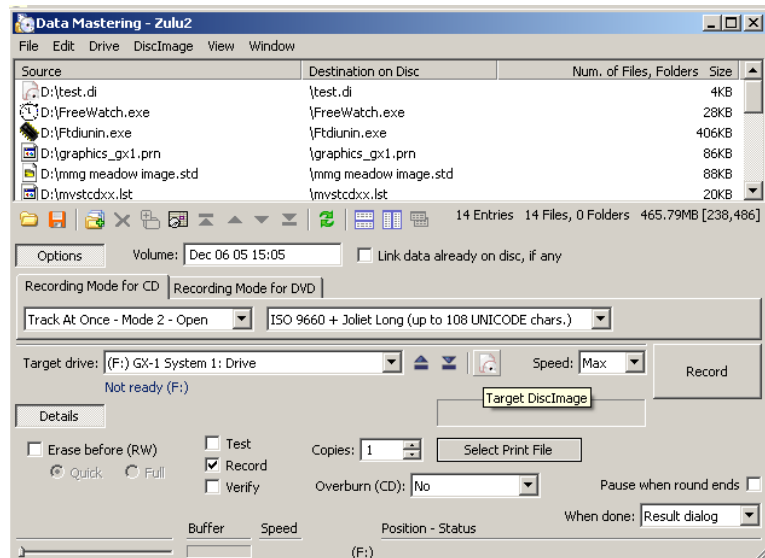 Data Mastering - Zulu2
File Edit Drive DiscImage View Window
Source Destination on Disc Num. of Files, Folders Size
D:\test.di \test.di 4KB
D:\FreeWatch.exe \FreeWatch.exe 28KB
D:\Ftdiunin.exe \Ftdiunin.exe 406KB
D:\graphics_gx1.prn \graphics_gx1.prn 86KB
D:\mmg meadow image.std \mmg meadow image.std 88KB
D:\mvstcdxx.lst \mvstcdxx.lst 20KB
14 Entries 14 Files, 0 Folders 465.79MB [238,486]
Options Volume: Dec 06 05 15:05 Link data already on disc, if any
Recording Mode for CD Recording Mode for DVD
Track At Once - Mode 2 - Open ISO 9660 + Joliet Long (up to 108 UNICODE chars.)
Target drive: (F:) GX-1 System 1: Drive Speed: Max Record
Not ready (F:)
Target DiscImage
Details
Erase before (RW) Test Copies: 1 Select Print File
Quick Full Record
Verify Overburn (CD): No Pause when round ends
When done: Result dialog
Buffer Speed Position - Status
(F:)